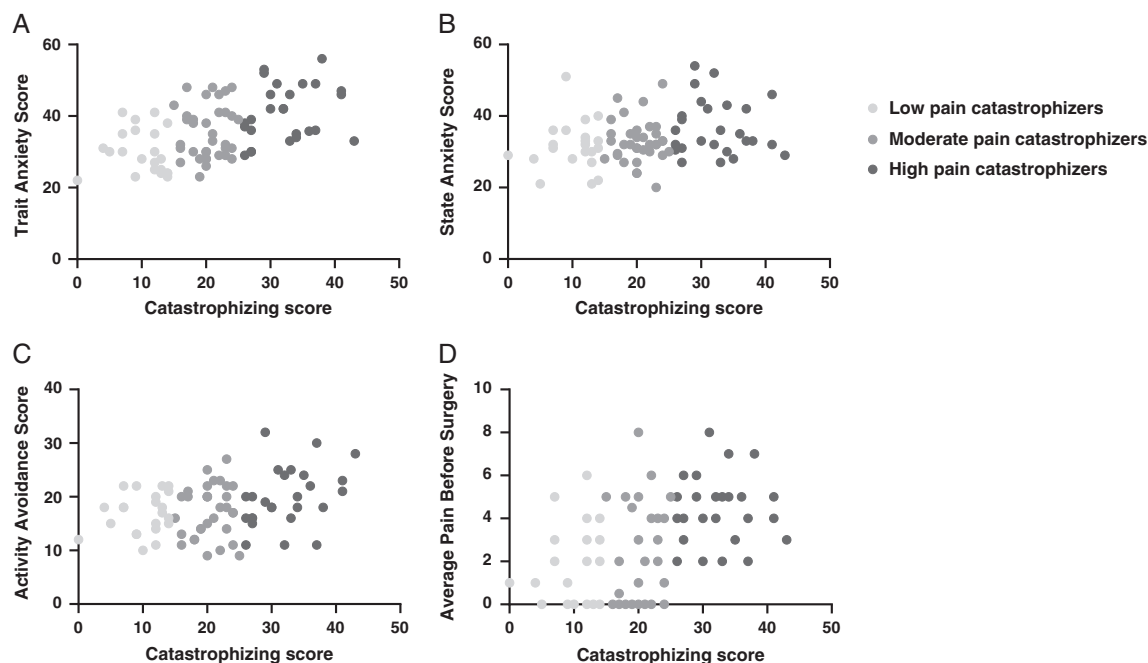 A
Trait Anxiety Score
60
40
20
0
0 10 20 30 40 50
Catastrophizing score
B
State Anxiety Score
60
40
20
0
0 10 20 30 40 50
Catastrophizing score
Low pain catastrophizers
Moderate pain catastrophizers
High pain catastrophizers
C
Activity Avoidance Score
40
30
20
10
0
0 10 20 30 40 50
Catastrophizing score
D
Average Pain Before Surgery
10
8
6
4
2
0
0 10 20 30 40 50
Catastrophizing score